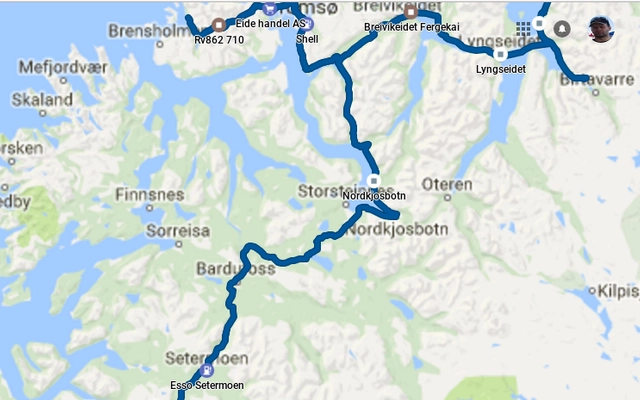 Brensholm
Rv862 710
Eide handel AS
msø
Shell
Breivikeidet
Breivikeidet Fergekai
Lyngseidet
Lyngseidet
Birtavarre
Mefjordvær
Skaland
rsken
edby
Finnsnes
Sorreisa
Storsteinnes
Oteren
Nordkjosbotn
Nordkjosbotn
Bardufoss
Kilpis
Setermoen
Esso Setermoen